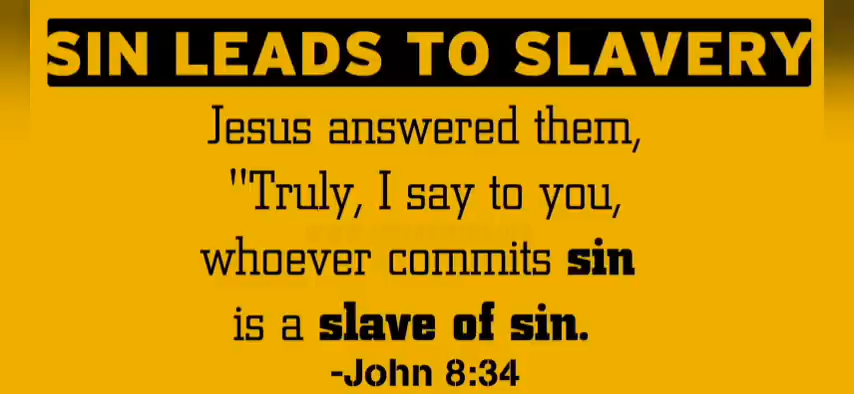 SIN LEADS TO SLAVERY
Jesus answered them,
"Truly, I say to you,
whoever commits sin
is a slave of sin.
-John 8:34